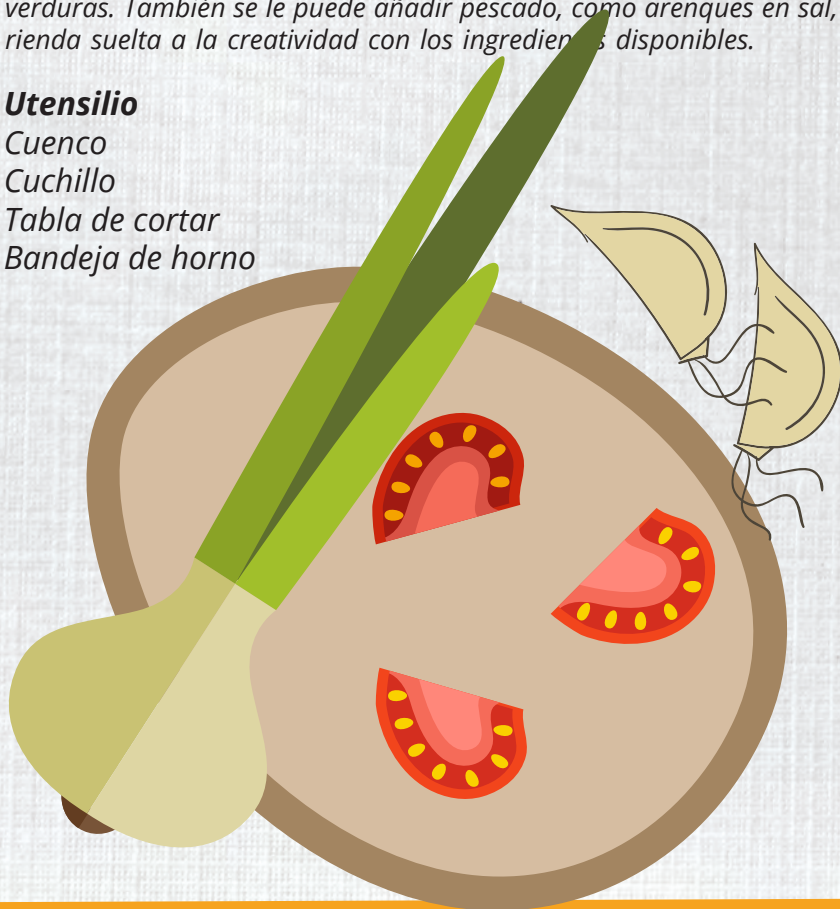 verduras. También se le puede añadir pescado, como arenques en sal,
rienda suelta a la creatividad con los ingredien s disponibles.
Utensilio
Cuenco
Cuchillo
Tabla de cortar
Bandeja de horno